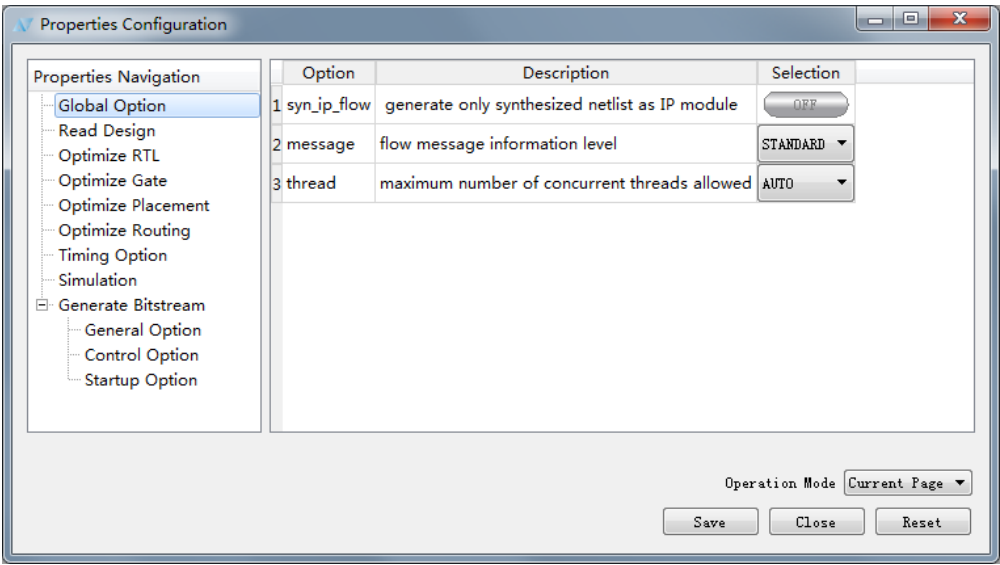 Properties Configuration
Properties Navigation
Global Option
Read Design
Optimize RTL
Optimize Gate
Optimize Placement
Optimize Routing
Timing Option
Simulation
Generate Bitstream
General Option
Control Option
Startup Option
Option Description Selection
1 syn_ip_flow generate only synthesized netlist as IP module OFF
2 message flow message information level STANDARD
3 thread maximum number of concurrent threads allowed AUTO
Operation Mode Current Page
Save Close Reset